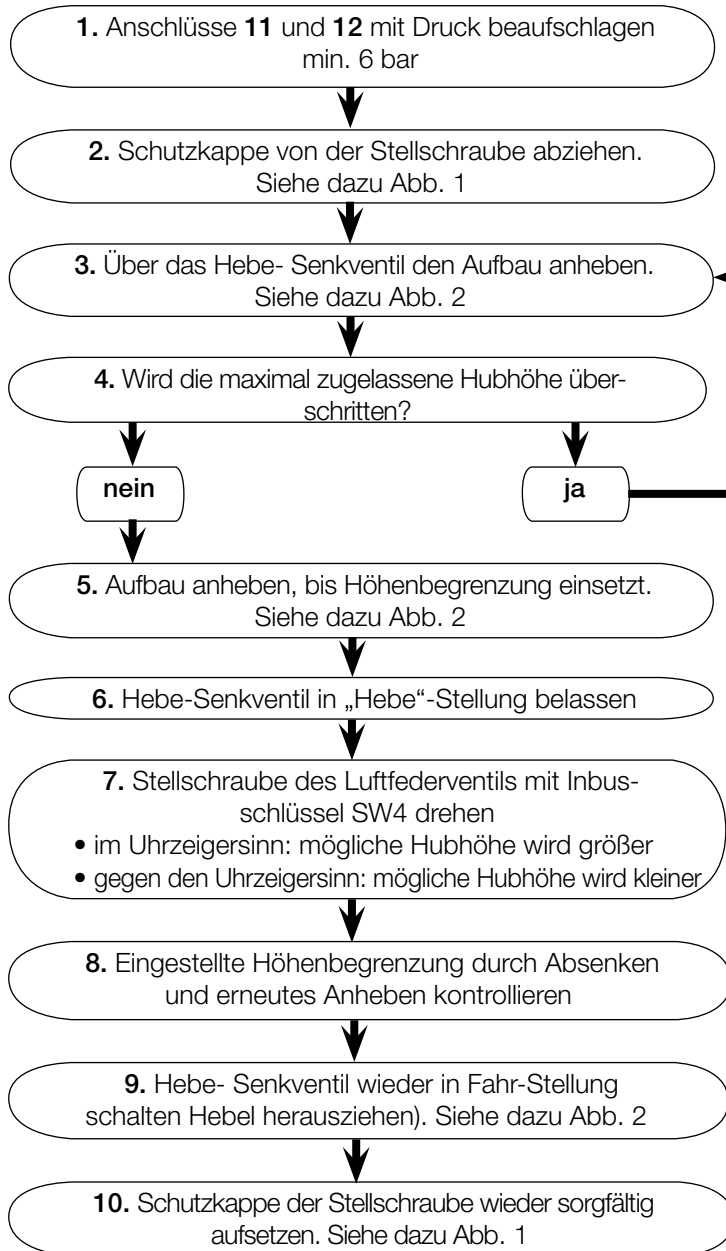 1. Anschlüsse 11 und 12 mit Druck beaufschlagen
min. 6 bar
2. Schutzkappe von der Stellschraube abziehen.
Siehe dazu Abb. 1
3. Über das Hebe- Senkventil den Aufbau anheben.
Siehe dazu Abb. 2
4. Wird die maximal zugelassene Hubhöhe über-
schritten?
nein
ja
5. Aufbau anheben, bis Höhenbegrenzung einsetzt.
Siehe dazu Abb. 2
6. Hebe-Senkventil in „Hebe“-Stellung belassen
7. Stellschraube des Luftfederventils mit Inbus-
schlüssel SW4 drehen
• im Uhrzeigersinn: mögliche Hubhöhe wird größer
• gegen den Uhrzeigersinn: mögliche Hubhöhe wird kleiner
8. Eingestellte Höhenbegrenzung durch Absenken
und erneutes Anheben kontrollieren
9. Hebe- Senkventil wieder in Fahr-Stellung
schalten Hebel herausziehen). Siehe dazu Abb. 2
10. Schutzkappe der Stellschraube wieder sorgfältig
aufsetzen. Siehe dazu Abb. 1